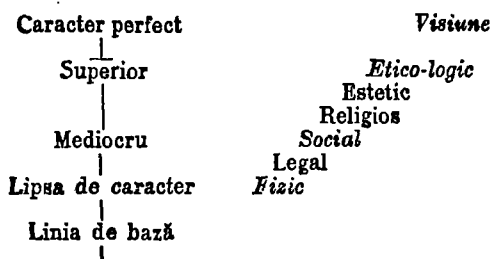 Caracter perfect Visiune
Superior Etico-logic
Estetic
Religios
Mediocru Social
Legal
Lipsa de caracter Fizic
Linia de bază